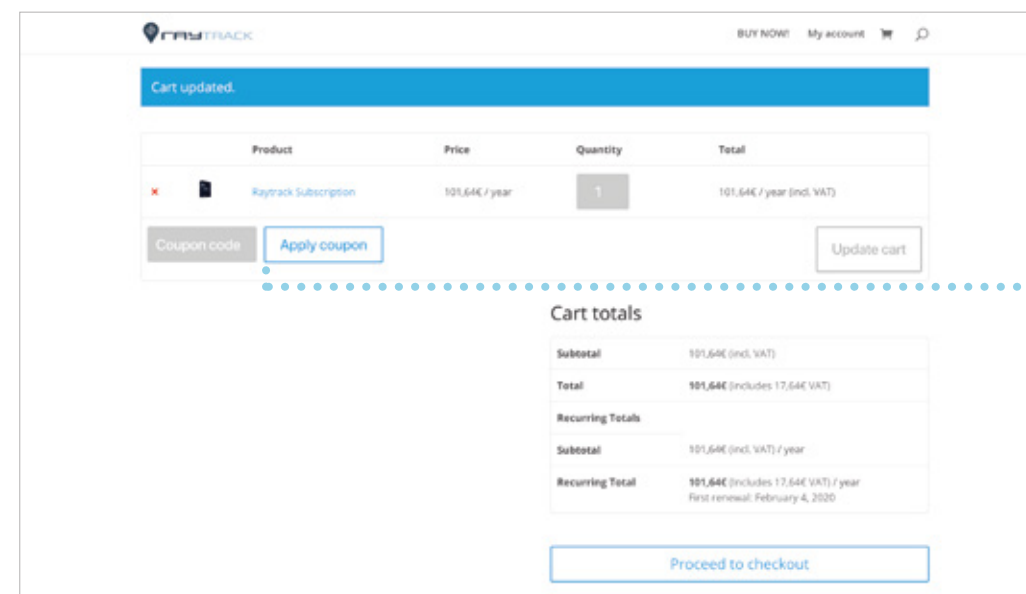 RAYTRACK
BUY NOW! My account
Cart updated.
Product Price Quantity Total
× Raytrack Subscription 101,64€ / year 1 101,64€ / year (incl. VAT)
Coupon code Apply coupon Update cart
Cart totals
Subtotal 101,64€ (incl. VAT)
Total 101,64€ (includes 17,64€ VAT)
Recurring Totals
Subtotal 101,64€ (incl. VAT) / year
Recurring Total 101,64€ (includes 17,64€ VAT) / year
First renewal: February 4, 2020
Proceed to checkout